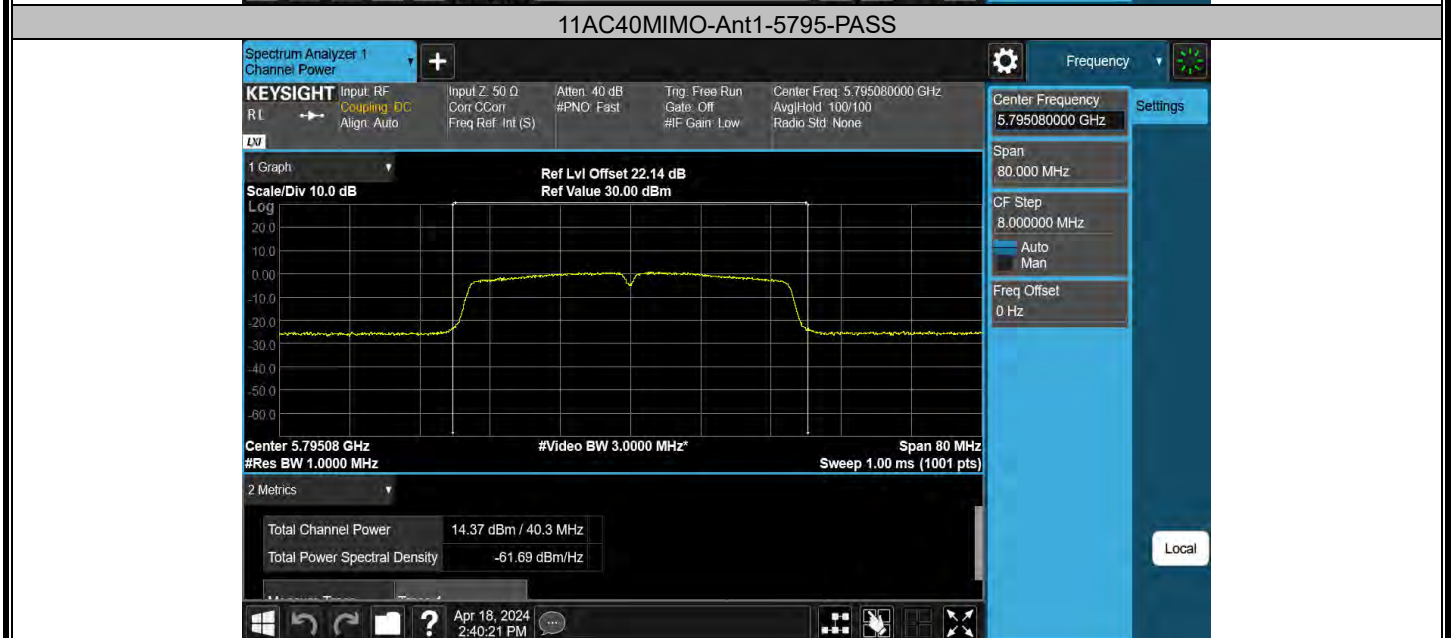 11AC40MIMO-Ant1-5795-PASS
Spectrum Analyzer 1
Channel Power
+
Frequency
KEYSIGHT
RL
LXI
Input: RF
Coupling: DC
Align: Auto
Input Z: 50 Ω
Corr CCorr
Freq Ref: Int (S)
Atten: 40 dB
#PNO: Fast
Trig: Free Run
Gate: Off
#IF Gain: Low
Center Freq: 5.795080000 GHz
Avg|Hold: 100/100
Radio Std: None
Center Frequency
5.795080000 GHz
Settings
Span
80.000 MHz
CF Step
8.000000 MHz
Auto
Man
Freq Offset
0 Hz
1 Graph
Scale/Div 10.0 dB
Ref Lvl Offset 22.14 dB
Ref Value 30.00 dBm
Log
20.0
10.0
0.00
-10.0
-20.0
-30.0
-40.0
-50.0
-60.0
Center 5.79508 GHz
#Video BW 3.0000 MHz*
Span 80 MHz
#Res BW 1.0000 MHz
Sweep 1.00 ms (1001 pts)
2 Metrics
Total Channel Power 14.37 dBm / 40.3 MHz
Total Power Spectral Density -61.69 dBm/Hz
Local
?
Apr 18, 2024
2:40:21 PM